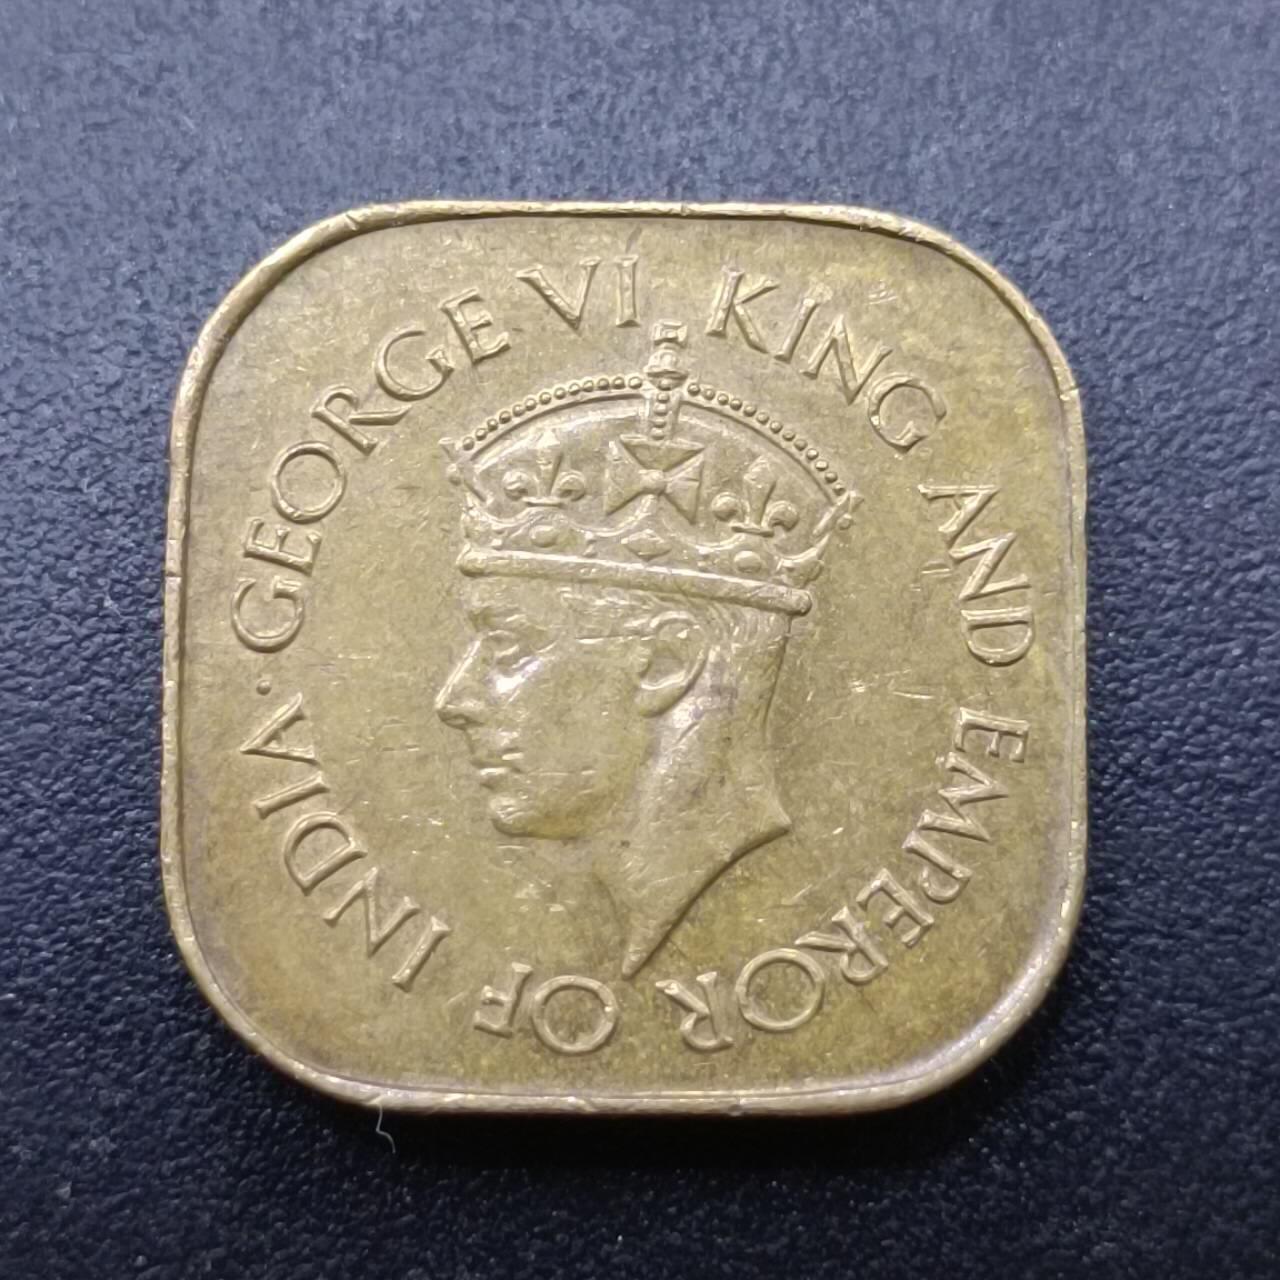 GEORGE VI KING AND EMPEROR OF INDIA ·